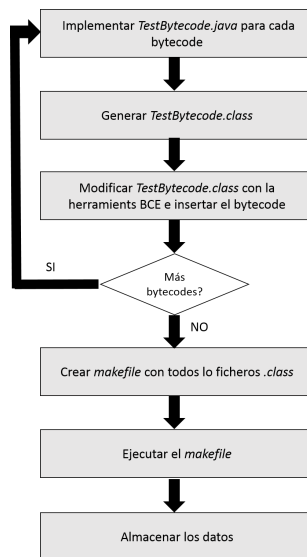 Implementar TestBytecode.java para cada
bytecode
Generar TestBytecode.class
Modificar TestBytecode.class con la
herramients BCE e insertar el bytecode
SI
Más
bytecodes?
NO
Crear makefile con todos lo ficheros .class
Ejecutar el makefile
Almacenar los datos